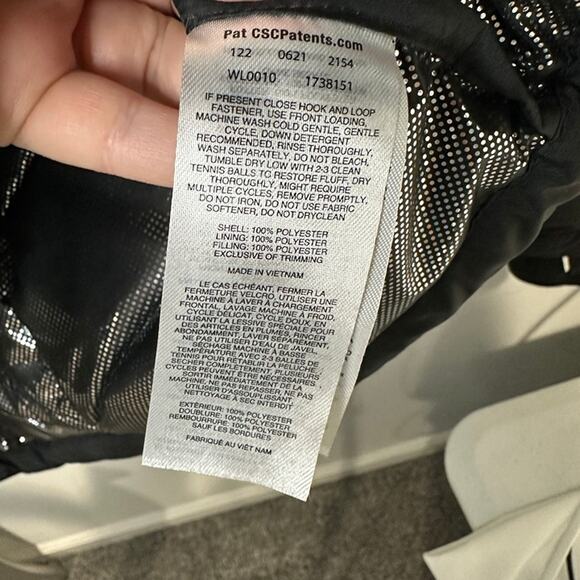 Pat CSCPatents.com
122 0621 2154
WL0010 1738151
IF PRESENT CLOSE HOOK AND LOOP
FASTENER, USE FRONT LOADING,
MACHINE WASH COLD GENTLE, GENTLE
CYCLE, DOWN DETERGENT
RECOMMENDED, RINSE THOROUGHLY.
WASH SEPARATELY, DO NOT BLEACH,
TUMBLE DRY LOW WITH 2-3 CLEAN
TENNIS BALLS TO RESTORE FLUFF, DRY
THOROUGHLY, MIGHT REQUIRE
MULTIPLE CYCLES, REMOVE PROMPTLY,
DO NOT IRON, DO NOT USE FABRIC
SOFTENER, DO NOT DRYCLEAN
SHELL: 100% POLYESTER
LINING: 100% POLYESTER
FILLING: 100% POLYESTER
EXCLUSIVE OF TRIMMING
MADE IN VIETNAM
LE CAS ÉCHÉANT, FERMER LA
FERMETURE VELCRO, UTILISER UNE
MACHINE À LAVER À CHARGEMENT
FRONTAL, LAVAGE MACHINE À FROID,
CYCLE DÉLICAT, CYCLE DOUX, EN
UTILISANT LA LESSIVE SPÉCIALE POUR
DES ARTICLES EN PLUMES, RINCER
ABONDAMMENT, LAVER SEPAREMENT,
NE PAS UTILISER D'EAU DE JAVEL,
SÉCHAGE MACHINE À BASSE
TEMPÉRATURE AVEC 2-3 BALLES DE
TENNIS POUR RÉTABLIR LA PELUCHE
SÉCHER COMPLÈTEMENT, PLUSIEURS
CYCLES PEUVENT ÊTRE NÉCESSAIRES,
SORTIR IMMÉDIATEMENT DE LA
MACHINE, NE PAS REPASSER, NE PAS
UTILISER D'ASSOUPLISSANT,
NETTOYAGE À SEC INTERDIT
EXTÉRIEUR: 100% POLYESTER
DOUBLURE: 100% POLYESTER
REMBOURRURE: 100% POLYESTER
SAUF LES BORDURES
FABRIQUÉ AU VIÊT NAM